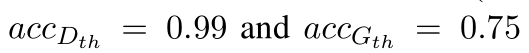 $acc_{D_{th}} = 0.99$ and $acc_{G_{th}} = 0.75$